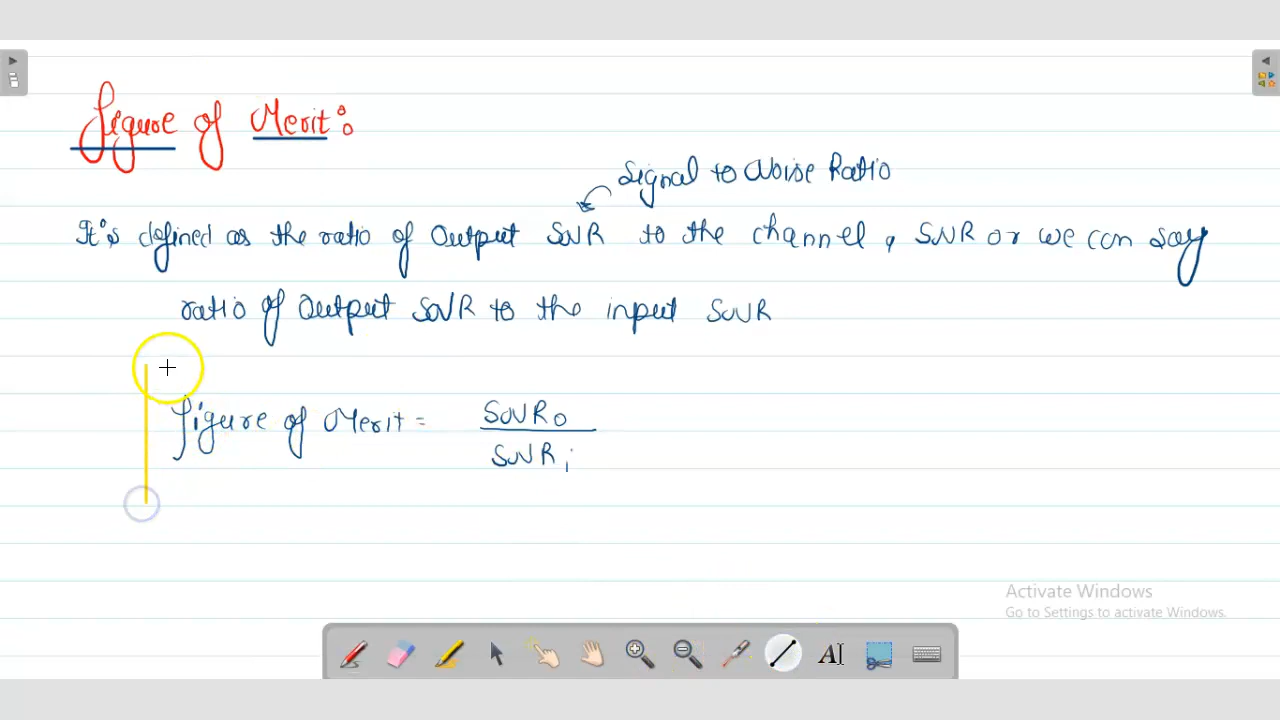 Figure of Merit:
Signal to Noise Ratio
It's defined as the ratio of Output SNR to the channel, SNR or we can say
ratio of Output SNR to the input SNR
Figure of Merit = SNRo
SNRi
Activate Windows
Go to Settings to activate Windows.
AI